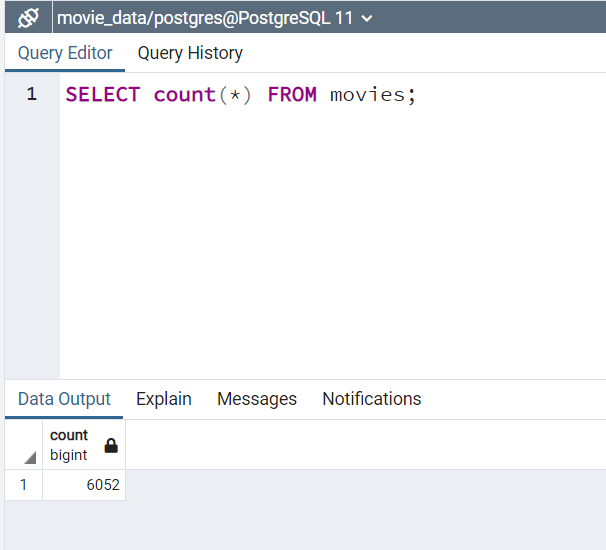 movie_data/postgres@PostgreSQL 11
Query Editor Query History
1 SELECT count(*) FROM movies;
Data Output Explain Messages Notifications
count
bigint
1 6052